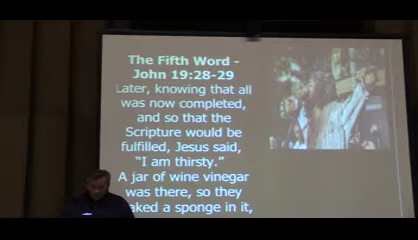 The Fifth Word -
John 19:28-29
Later, knowing that all
was now completed,
and so that the
Scripture would be
fulfilled, Jesus said,
"I am thirsty."
A jar of wine vinegar
was there, so they
a sponge in it,